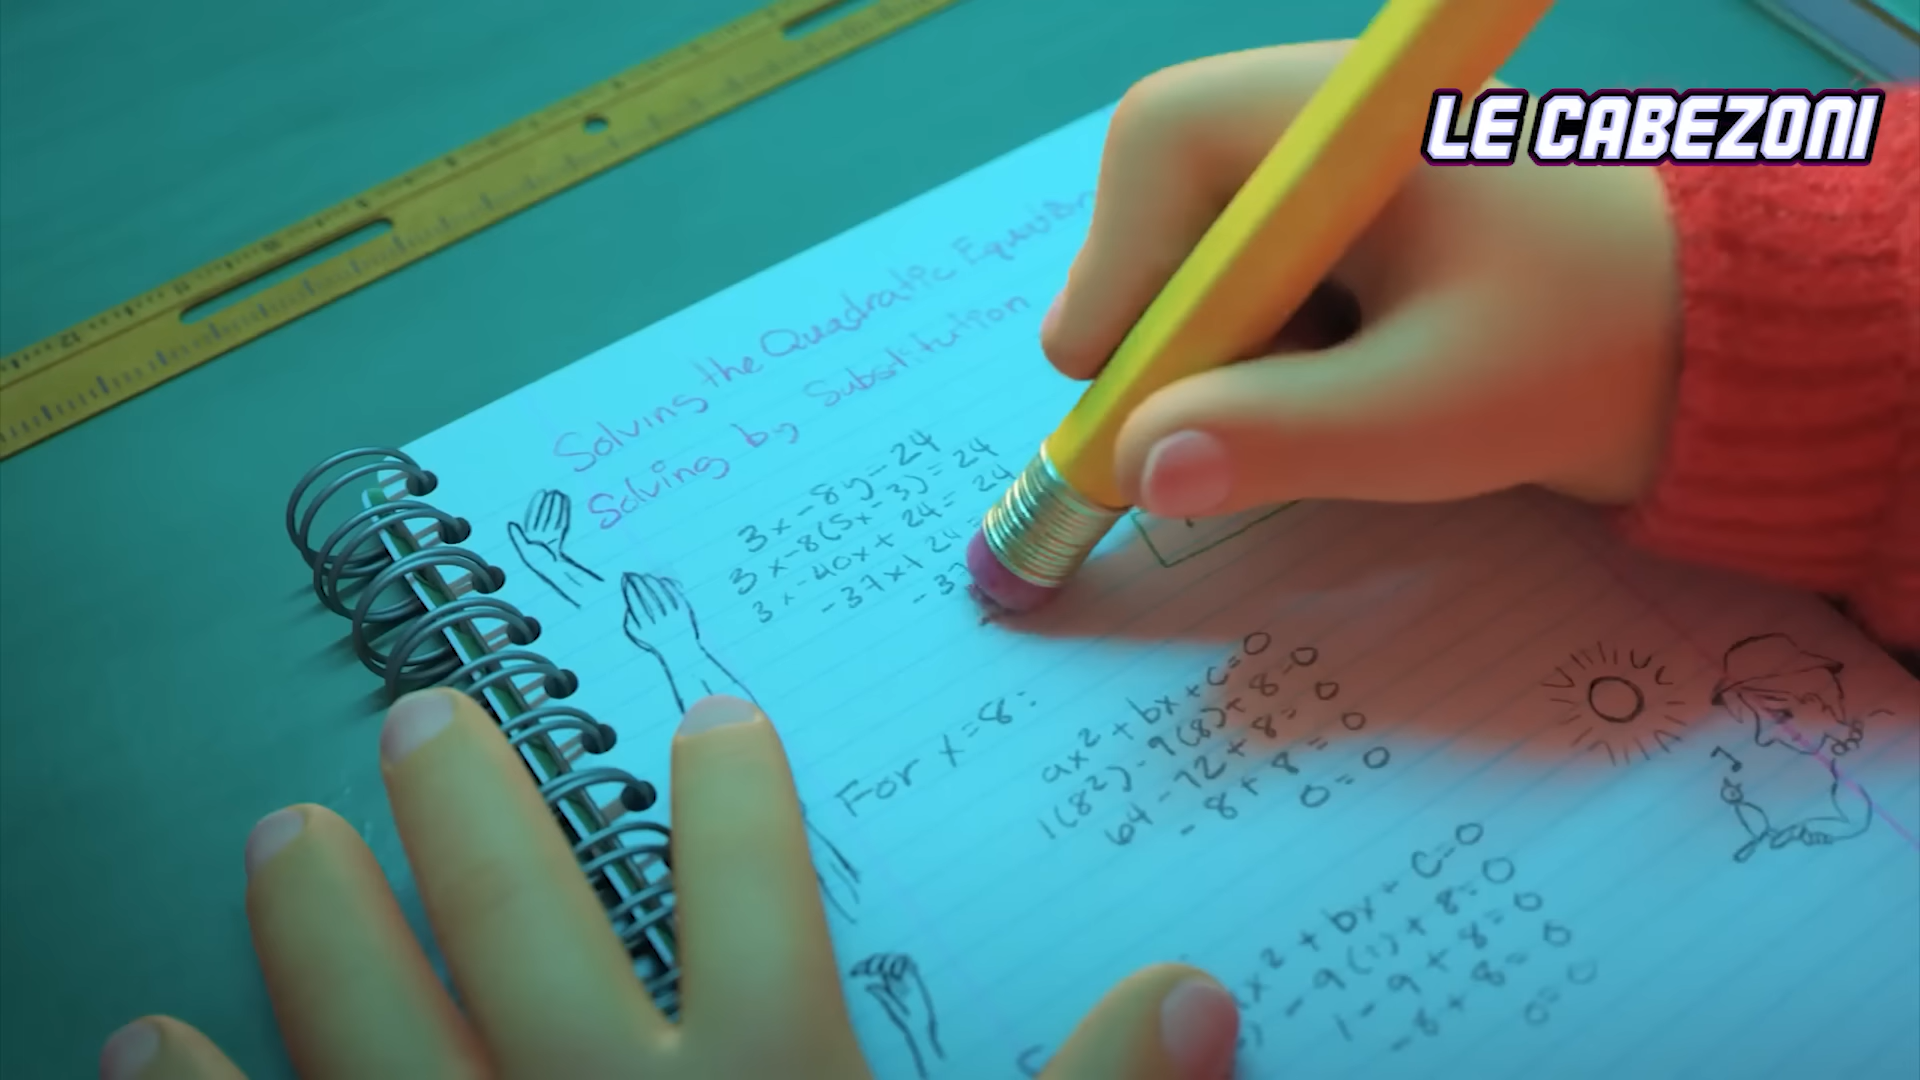 LE CABEZONI
Solving the Quadratic Equation
Solving by Substitution
3x - 8y = 24
3x - 8(5x - 3) = 24
3x - 40x + 24 = 24
- 37x + 24 =
- 37
For x = 8:
ax² + bx + c = 0
1(8²) - 9(8) + 8 = 0
64 - 72 + 8 = 0
- 8 + 8 = 0
0 = 0
ax² + bx + c = 0
- 9(1) + 8 = 0
1 - 9 + 8 = 0
- 8 + 8 = 0
0 = 0